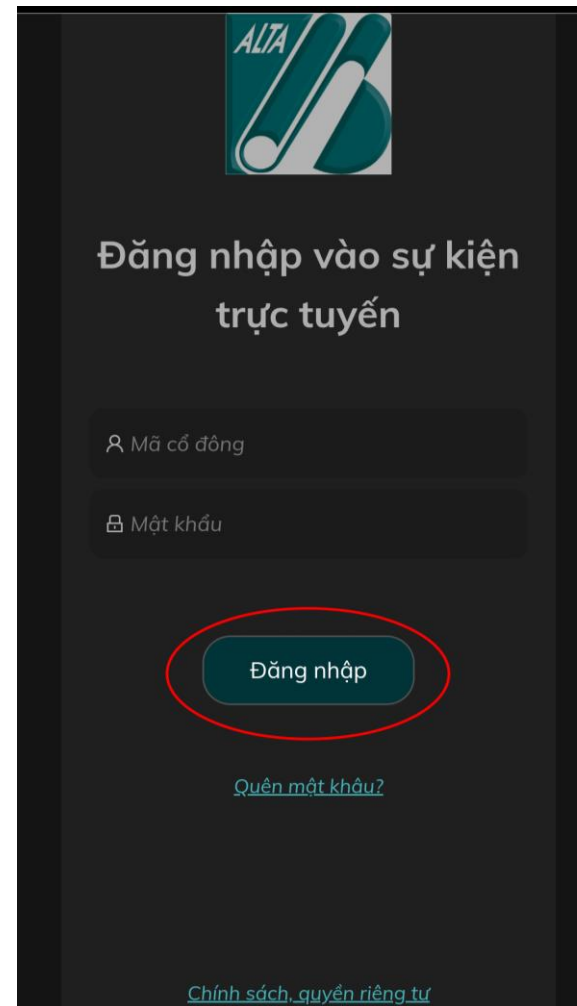 ALTA
Đăng nhập vào sự kiện
trực tuyến
Mã cổ đông
Mật khẩu
Đăng nhập
Quên mật khâu?
Chính sách, quyền riêng tư